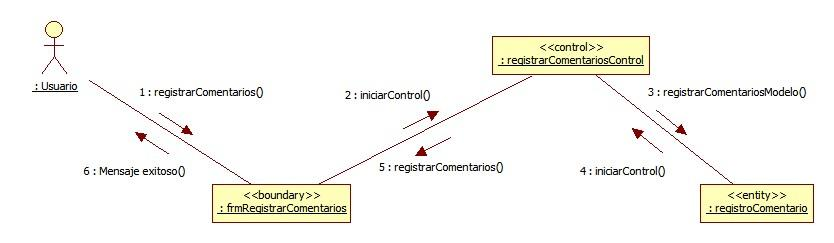 <<control>>
: registrarComentariosControl
: Usuario
1 : registrarComentarios()
2 : iniciarControl()
3 : registrarComentariosModelo()
6 : Mensaje exitoso()
5 : registrarComentarios()
4 : iniciarControl()
<<boundary>>
: frmRegistrarComentarios
<<entity>>
: registroComentario